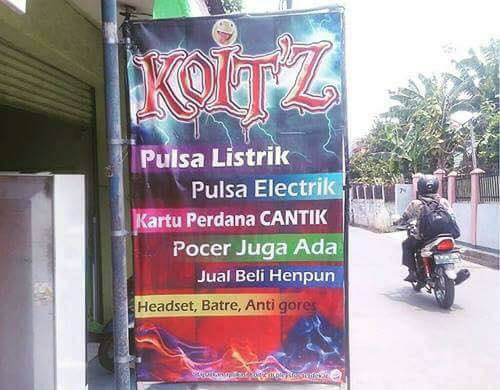 KOIT'Z
Pulsa Listrik
Pulsa Electrik
Kartu Perdana CANTIK
Pocer Juga Ada
Jual Beli Henpun
Headset, Batre, Anti gores